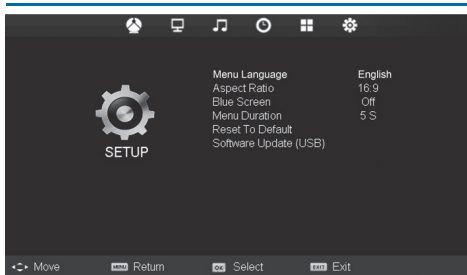 Menu Language English
Aspect Ratio 16:9
Blue Screen Off
Menu Duration 5 S
Reset To Default
Software Update (USB)
SETUP
Move MENU Return OK Select EXIT Exit